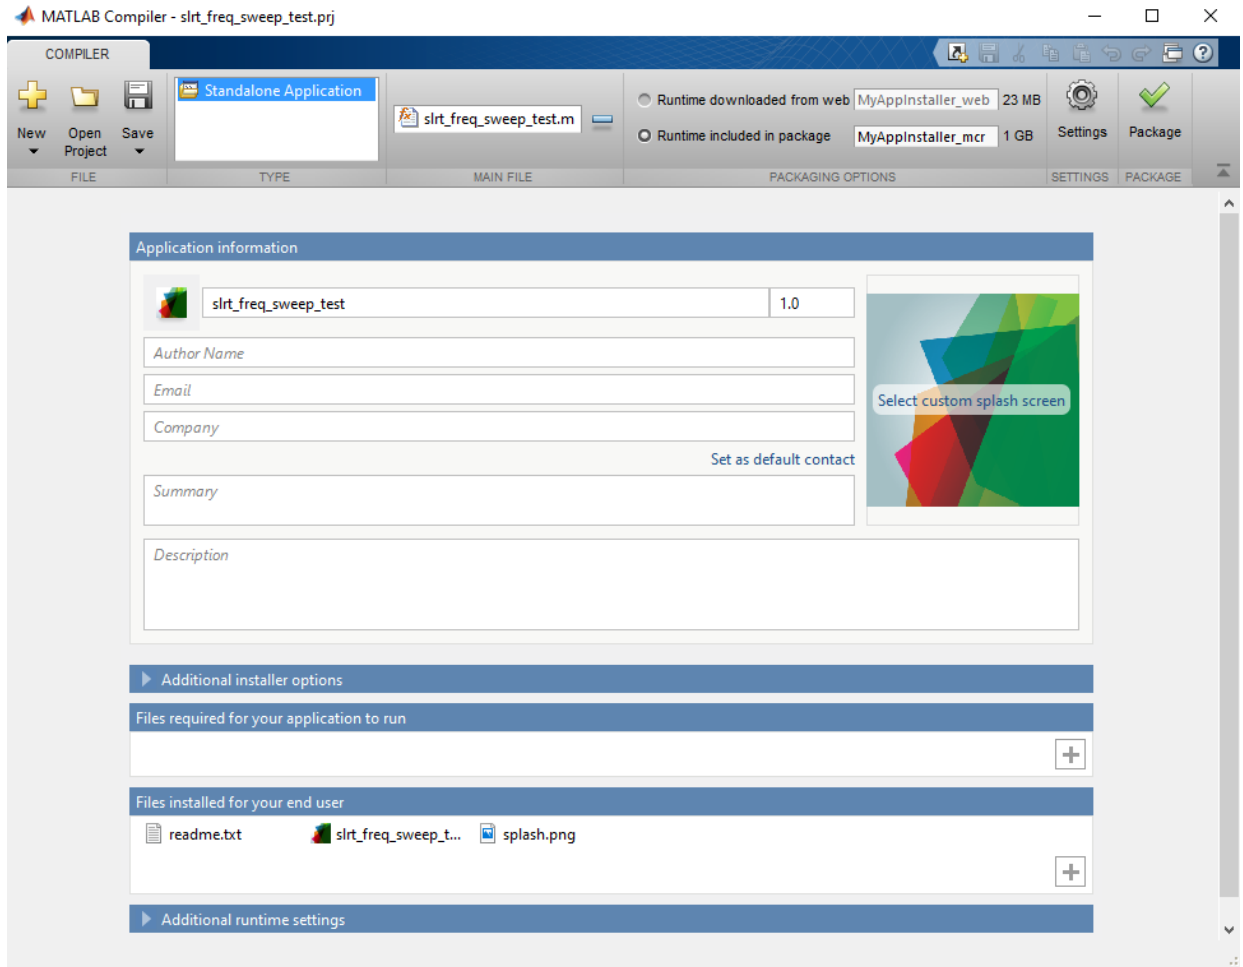 MATLAB Compiler - slrt_freq_sweep_test.prj
COMPILER
New
Open Project
Save
FILE
Standalone Application
TYPE
slrt_freq_sweep_test.m
MAIN FILE
Runtime downloaded from web MyAppInstaller_web 23 MB
Runtime included in package MyAppInstaller_mcr 1 GB
PACKAGING OPTIONS
Settings
SETTINGS
Package
PACKAGE
Application information
slrt_freq_sweep_test 1.0
Author Name
Email
Company
Set as default contact
Select custom splash screen
Summary
Description
Additional installer options
Files required for your application to run
Files installed for your end user
readme.txt slrt_freq_sweep_t... splash.png
Additional runtime settings